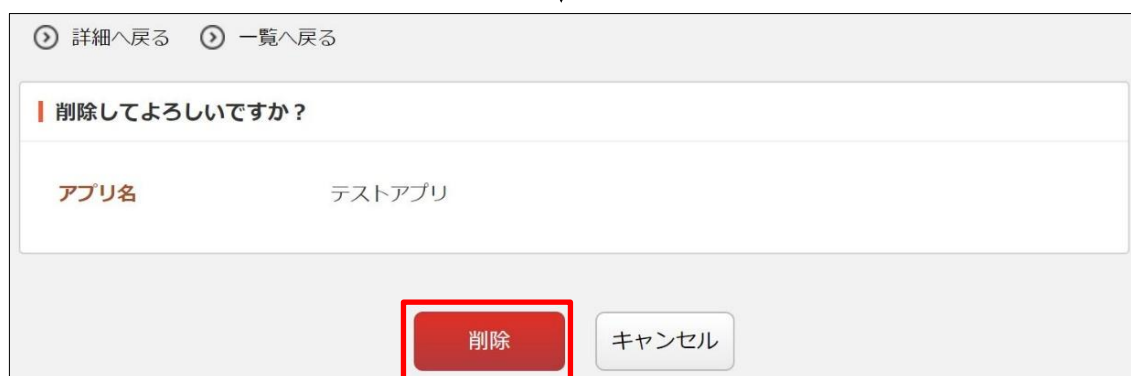 詳細へ戻る 一覧へ戻る
削除してよろしいですか？
アプリ名 テストアプリ
削除 キャンセル